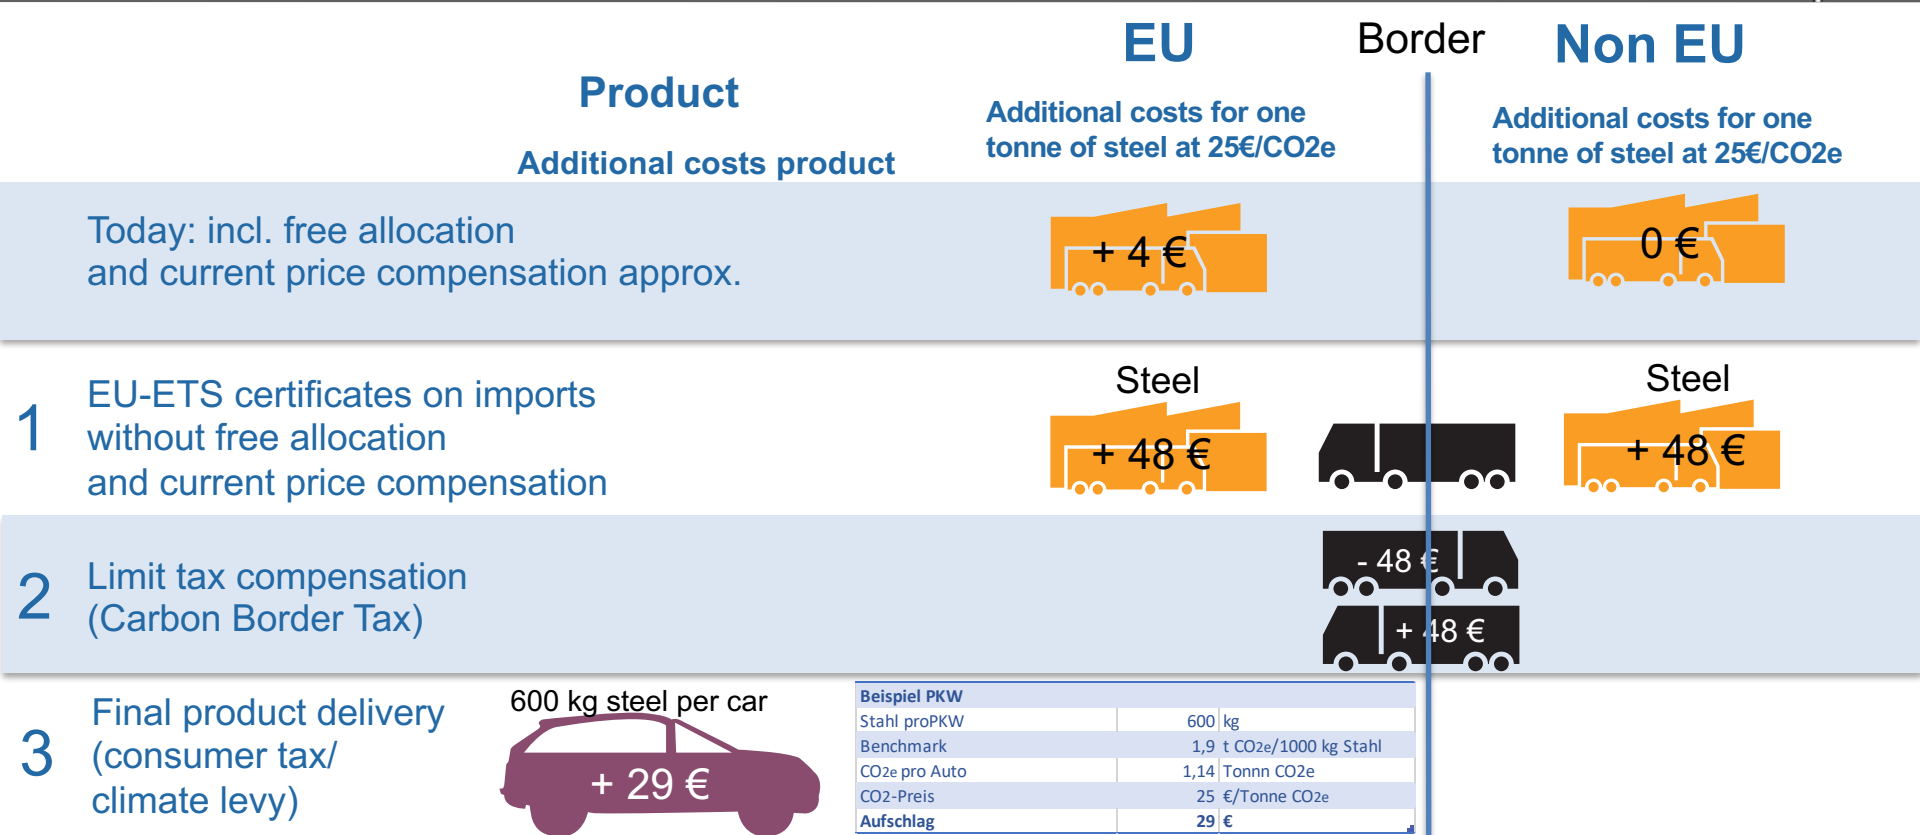 EU
Border
Non EU
Product
Additional costs for one
tonne of steel at 25€/CO2e
Additional costs for one
tonne of steel at 25€/CO2e
Additional costs product
Today: incl. free allocation
and current price compensation approx.
+ 4 €
0 €
1
EU-ETS certificates on imports
without free allocation
and current price compensation
Steel
+ 48 €
Steel
+ 48 €
2
Limit tax compensation
(Carbon Border Tax)
- 48 €
+ 48 €
3
Final product delivery
(consumer tax/
climate levy)
600 kg steel per car
+ 29 €
Beispiel PKW
Stahl proPKW 600 kg
Benchmark 1,9 t CO2e/1000 kg Stahl
CO2e pro Auto 1,14 Tonnn CO2e
CO2-Preis 25 €/Tonne CO2e
Aufschlag 29 €